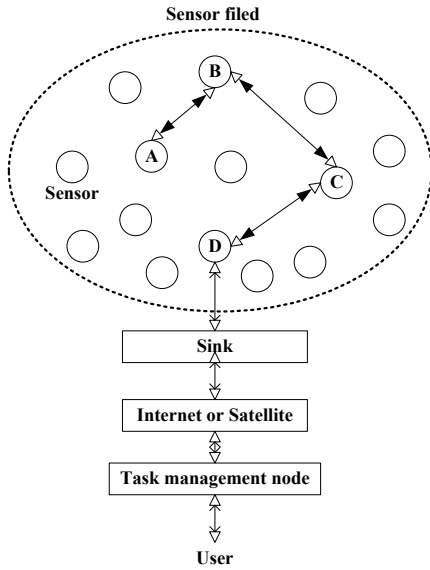 Sensor filed
B
A
C
Sensor
D
Sink
Internet or Satellite
Task management node
User